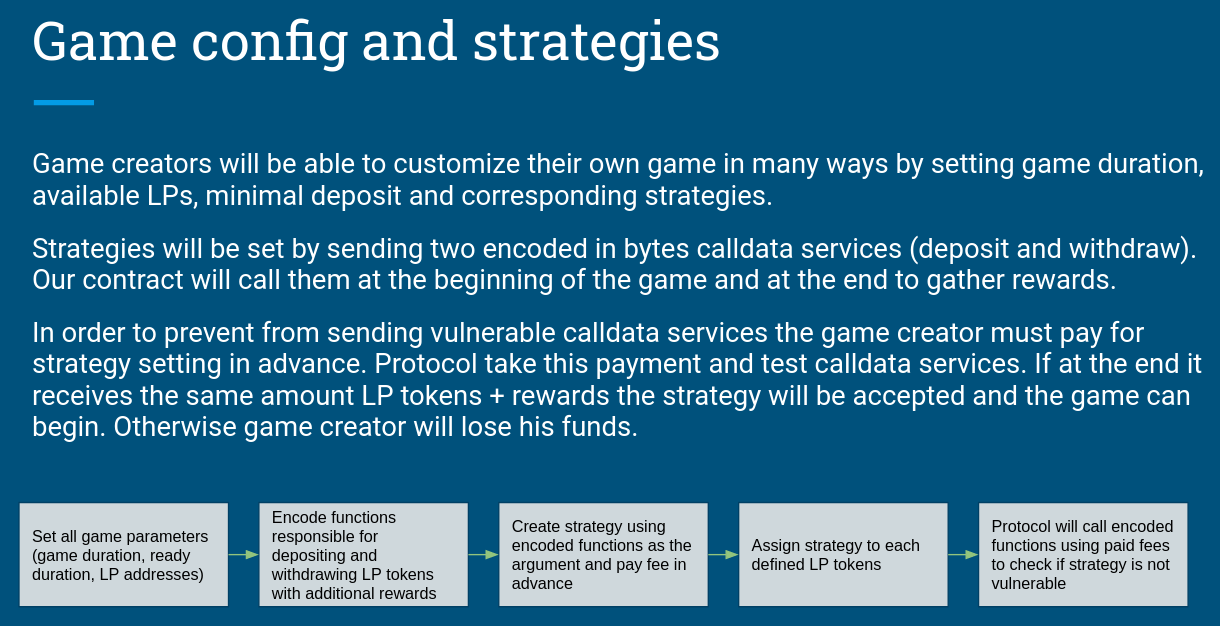 Game config and strategies
Game creators will be able to customize their own game in many ways by setting game duration,
available LPs, minimal deposit and corresponding strategies.
Strategies will be set by sending two encoded in bytes calldata services (deposit and withdraw).
Our contract will call them at the beginning of the game and at the end to gather rewards.
In order to prevent from sending vulnerable calldata services the game creator must pay for
strategy setting in advance. Protocol take this payment and test calldata services. If at the end it
receives the same amount LP tokens + rewards the strategy will be accepted and the game can
begin. Otherwise game creator will lose his funds.
Set all game parameters
(game duration, ready
duration, LP addresses)
Encode functions
responsible for
depositing and
withdrawing LP tokens
with additional rewards
Create strategy using
encoded functions as the
argument and pay fee in
advance
Assign strategy to each
defined LP tokens
Protocol will call encoded
functions using paid fees
to check if strategy is not
vulnerable